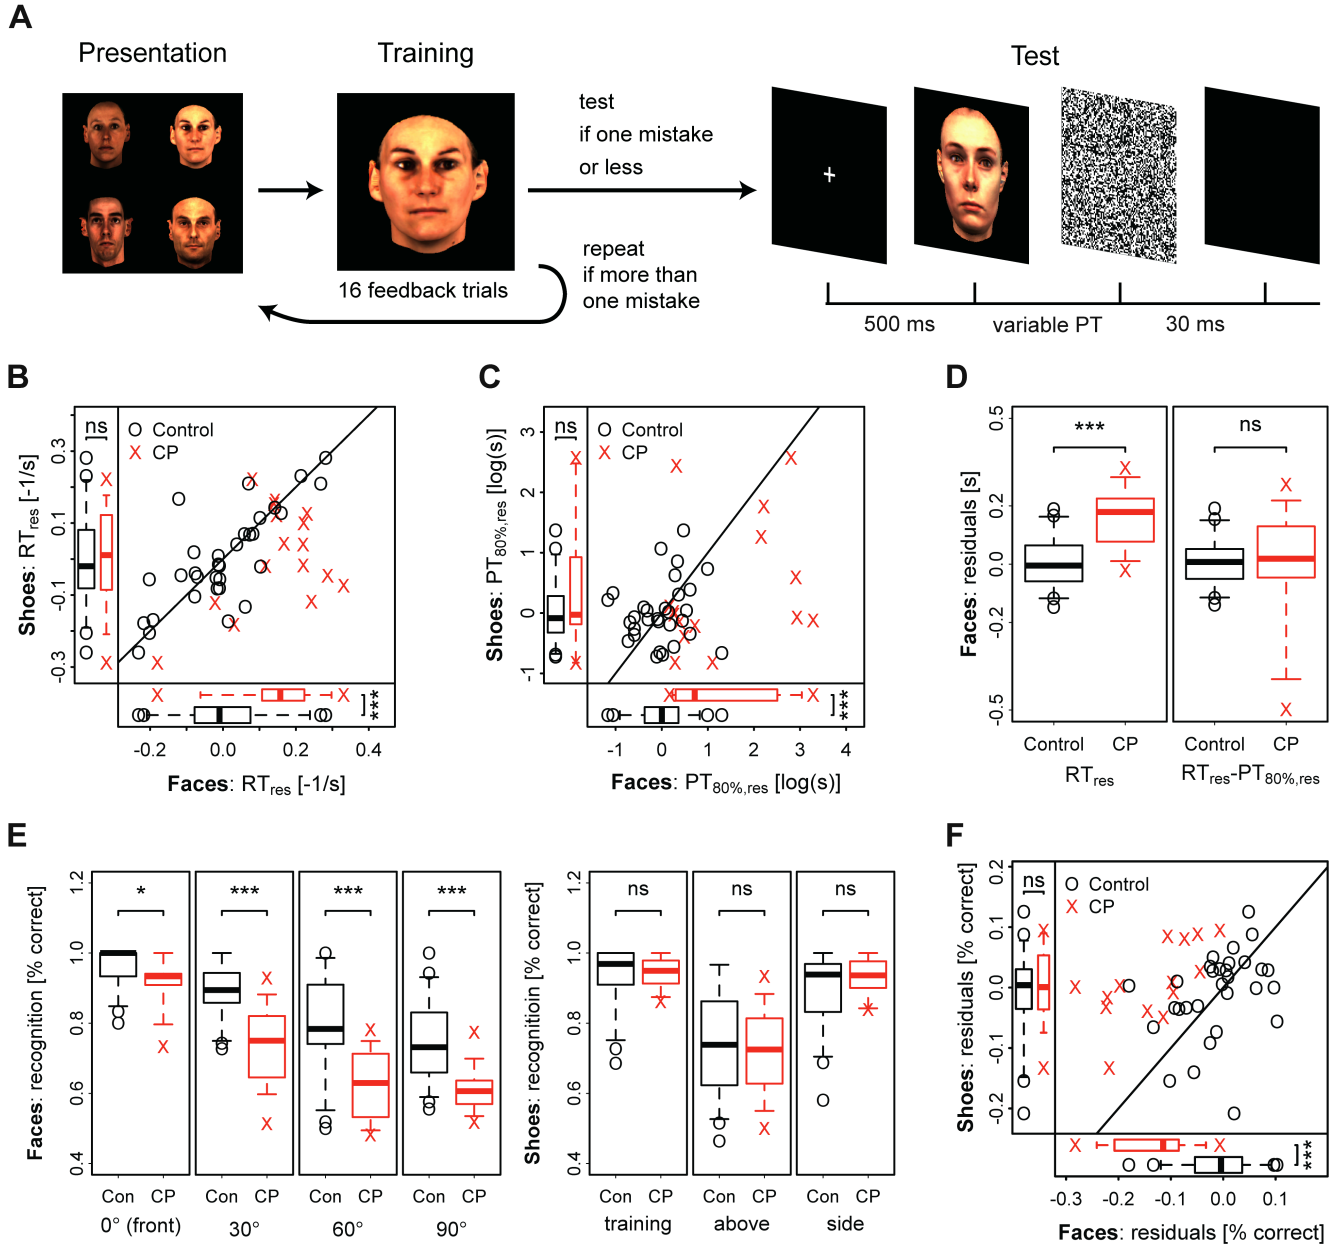 A
Presentation
Training
Test
test
if one mistake
or less
repeat
if more than
one mistake
16 feedback trials
500 ms
variable PT
30 ms
B
ns
Control
CP
Shoes: RTres [-1/s]
0.3
0.1
-0.1
-0.3
***
-0.2
0.0
0.2
0.4
Faces: RTres [-1/s]
C
ns
Control
CP
Shoes: PT80%,res [log(s)]
3
2
1
0
-1
***
-1
0
1
2
3
4
Faces: PT80%,res [log(s)]
D
Faces: residuals [s]
0.5
0.2
0.0
-0.2
-0.5
***
ns
Control
CP
Control
CP
RTres
RTres-PT80%,res
E
Faces: recognition [% correct]
1.2
1.0
0.8
0.6
0.4
*
***
***
***
Con
CP
Con
CP
Con
CP
Con
CP
0° (front)
30°
60°
90°
Shoes: recognitioin [% correct]
1.2
1.0
0.8
0.6
0.4
ns
ns
ns
Con
CP
Con
CP
Con
CP
training
above
side
F
ns
Control
CP
Shoes: residuals [% correct]
0.2
0.1
0.0
-0.1
-0.2
***
-0.3
-0.2
-0.1
0.0
0.1
Faces: residuals [% correct]